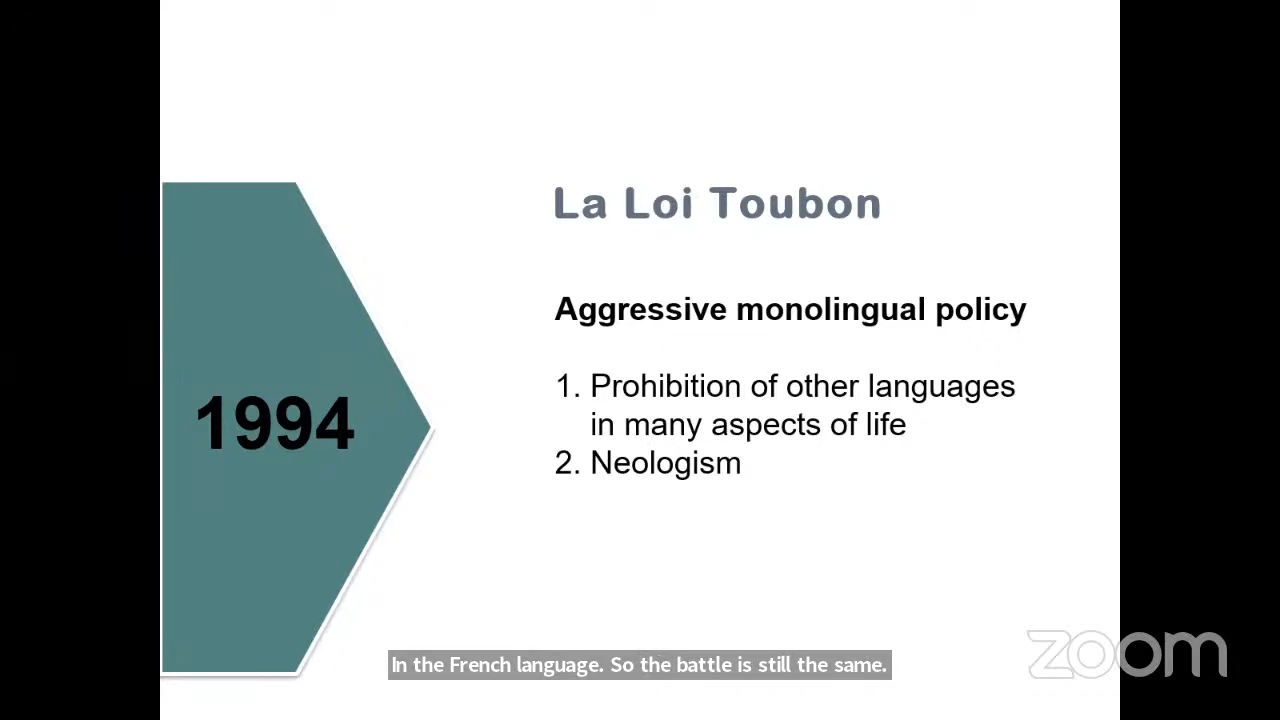 La Loi Toubon
Aggressive monolingual policy
1994
1. Prohibition of other languages
in many aspects of life
2. Neologism
In the French language. So the battle is still the same.
zoom